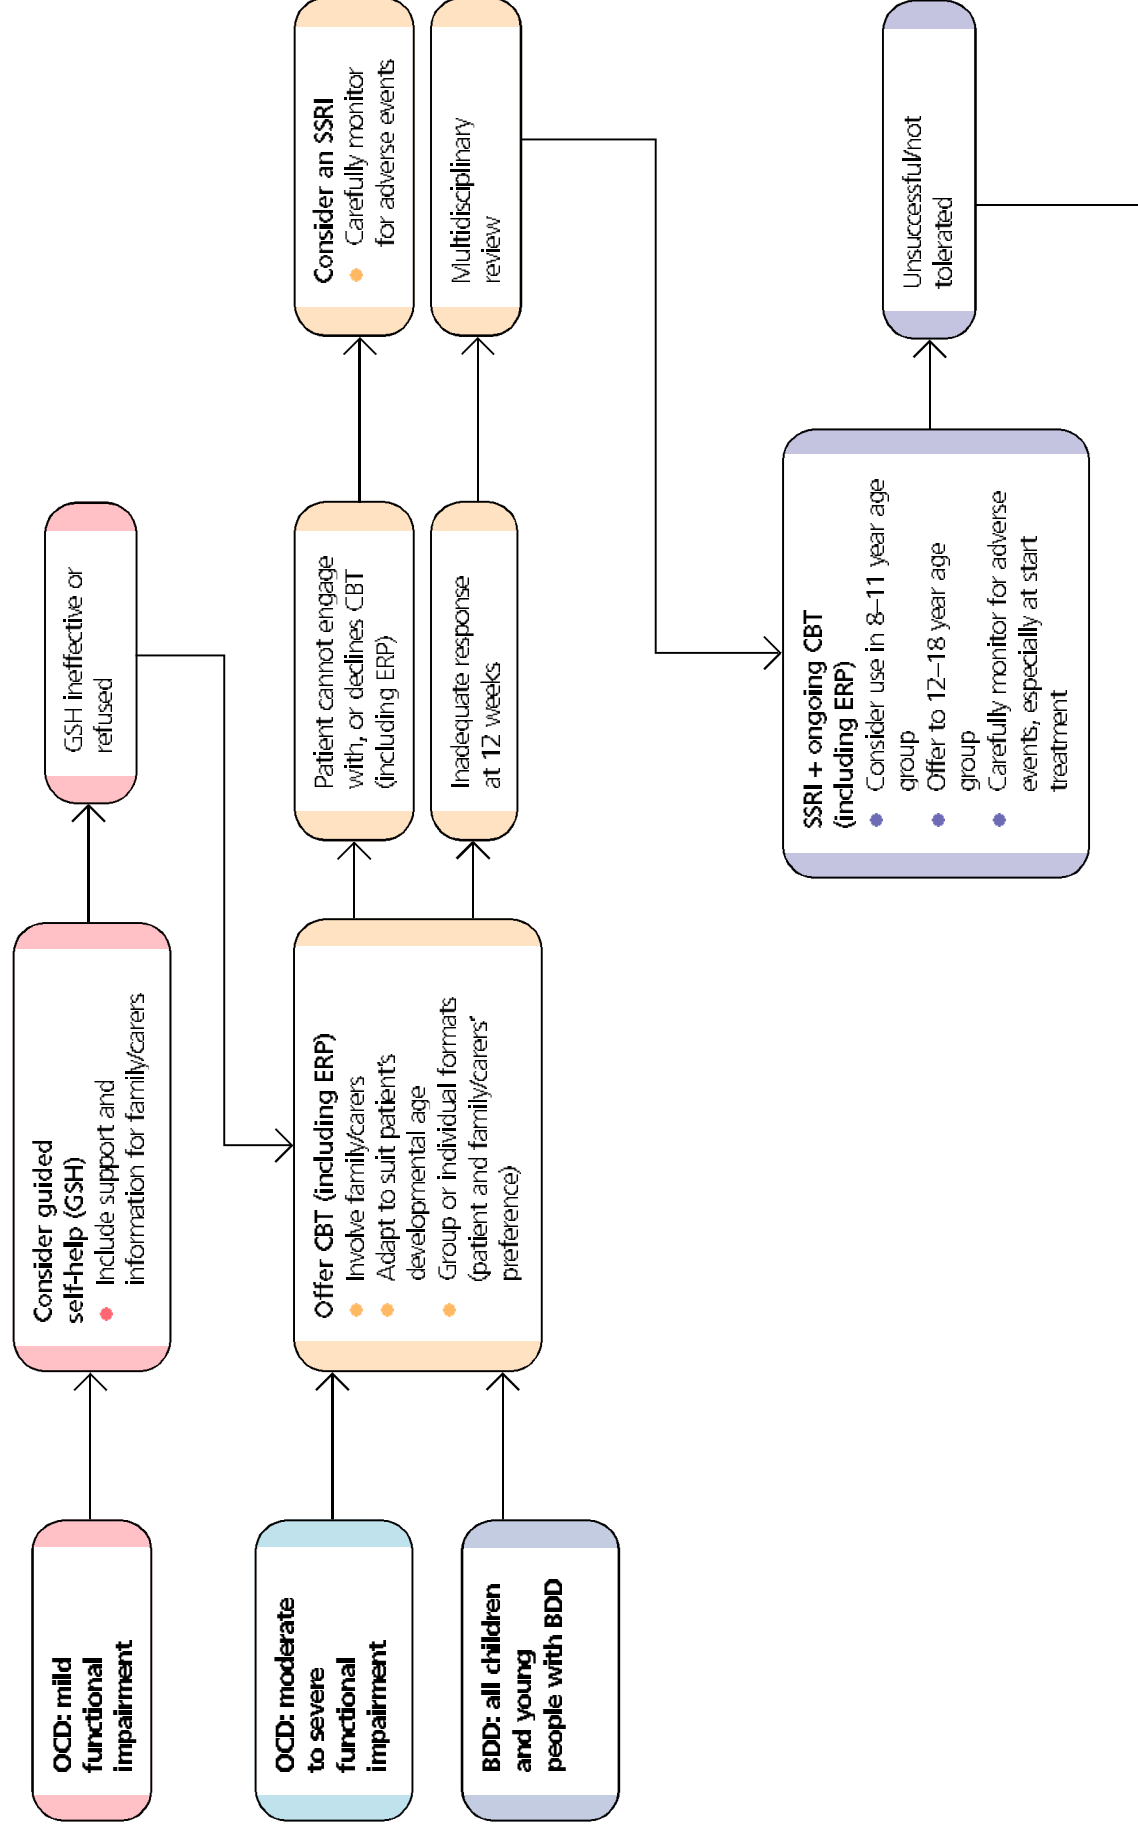 OCD: mild
functional
impairment
Consider guided
self-help (GSH)
Include support and
information for family/carers
GSH ineffective or
refused
OCD: moderate
to severe
functional
impairment
BDD: all children
and young
people with BDD
Offer CBT (including ERP)
Involve family/carers
Adapt to suit patient's
developmental age
Group or individual formats
(patient and family/carers'
preference)
Patient cannot engage
with, or declines CBT
(including ERP)
Consider an SSRI
Carefully monitor
for adverse events
Inadequate response
at 12 weeks
Multidisciplinary
review
SSRI + ongoing CBT
(including ERP)
Consider use in 8–11 year age
group
Offer to 12–18 year age
group
Carefully monitor for adverse
events, especially at start
treatment
Unsuccessful/not
tolerated